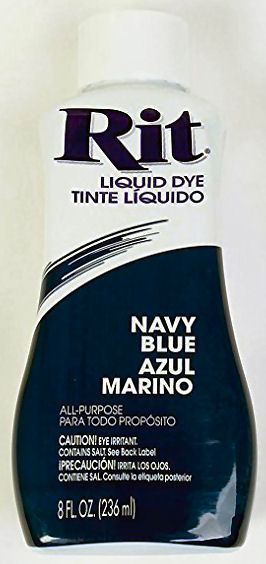 Rit®
LIQUID DYE
TINTE LÍQUIDO
NAVY
BLUE
AZUL
MARINO
ALL-PURPOSE
PARA TODO PROPÓSITO
CAUTION! EYE IRRITANT.
CONTAINS SALT. See Back Label
¡PRECAUCIÓN! IRRITA LOS OJOS.
CONTIENE SAL. Consulte la etiqueta posterior
8 FL. OZ. (236 ml)